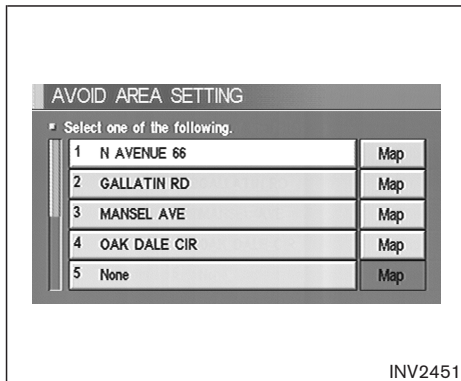 AVOID AREA SETTING
Select one of the following.
1 N AVENUE 66 Map
2 GALLATIN RD Map
3 MANSEL AVE Map
4 OAK DALE CIR Map
5 None Map
INV2451